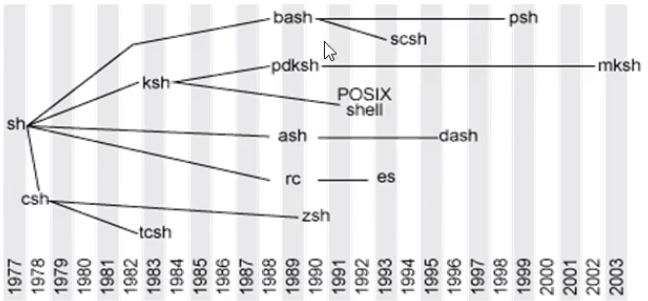 bash psh
scsh
pdksh mksh
ksh
POSIX
shell
sh
ash dash
rc es
csh
zsh
tcsh
1977 1978 1979 1980 1981 1982 1983 1984 1985 1986 1987 1988 1989 1990 1991 1992 1993 1994 1995 1996 1997 1998 1999 2000 2001 2002 2003